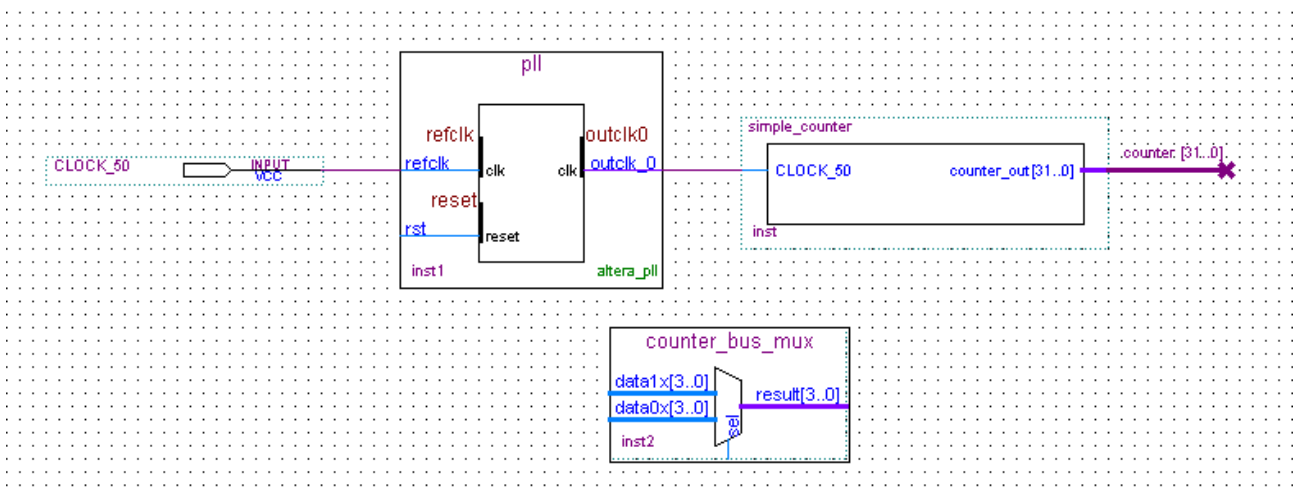 pll
refclk
outclk0
simple_counter
CLOCK_50
INPUT
VCC
refclk
clk
clk
outclk_0
CLOCK_50
counter_out[31..0]
counter. [31..0]
reset
rst
reset
inst1
altera_pll
inst
counter_bus_mux
data1x[3..0]
result[3..0]
data0x[3..0]
sel
inst2